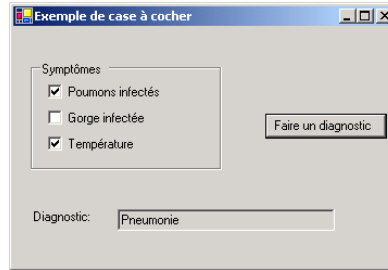 Exemple de case à cocher
Symptômes
Poumons infectés
Gorge infectée
Température
Faire un diagnostic
Diagnostic: Pneumonie